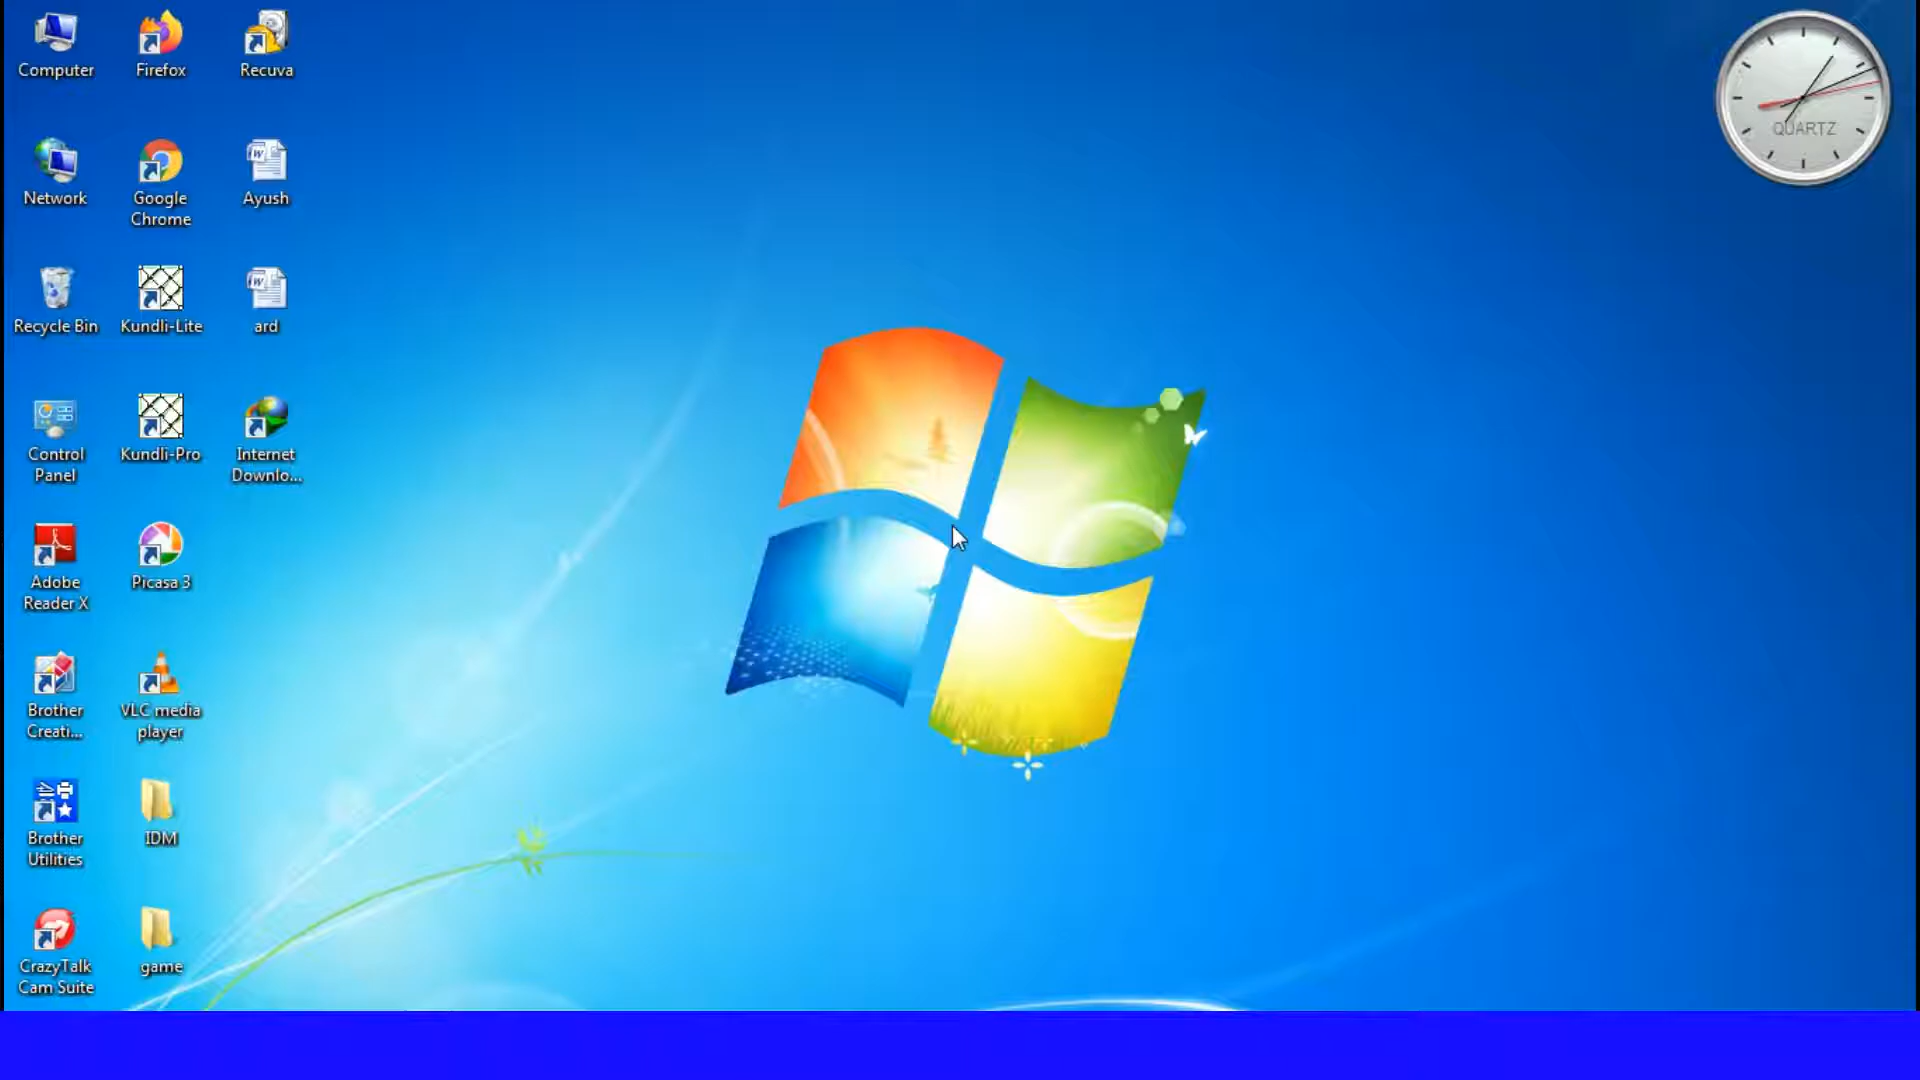 Computer
Firefox
Recuva
QUARTZ
Network
Google
Chrome
Ayush
Recycle Bin
Kundli-Lite
ard
Control
Panel
Kundli-Pro
Internet
Downlo...
Adobe
Reader X
Picasa 3
Brother
Creati...
VLC media
player
Brother
Utilities
IDM
CrazyTalk
Cam Suite
game